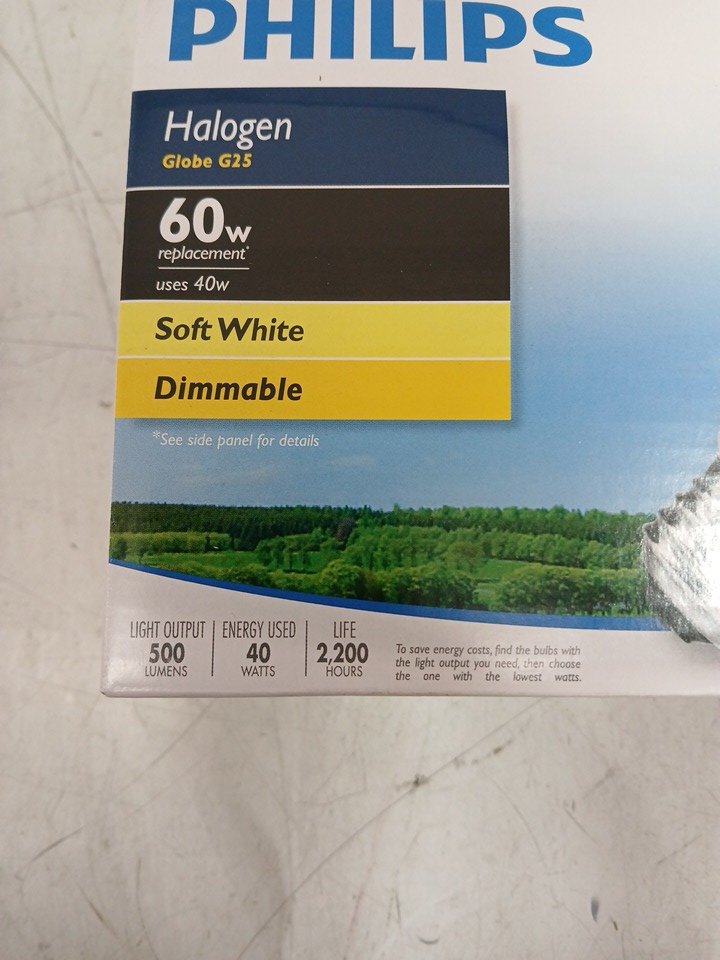 PHILIPS
Halogen
Globe G25
60w
replacement*
uses 40w
Soft White
Dimmable
*See side panel for details
LIGHT OUTPUT
500
LUMENS
ENERGY USED
40
WATTS
LIFE
2,200
HOURS
To save energy costs, find the bulbs with
the light output you need, then choose
the one with the lowest watts.